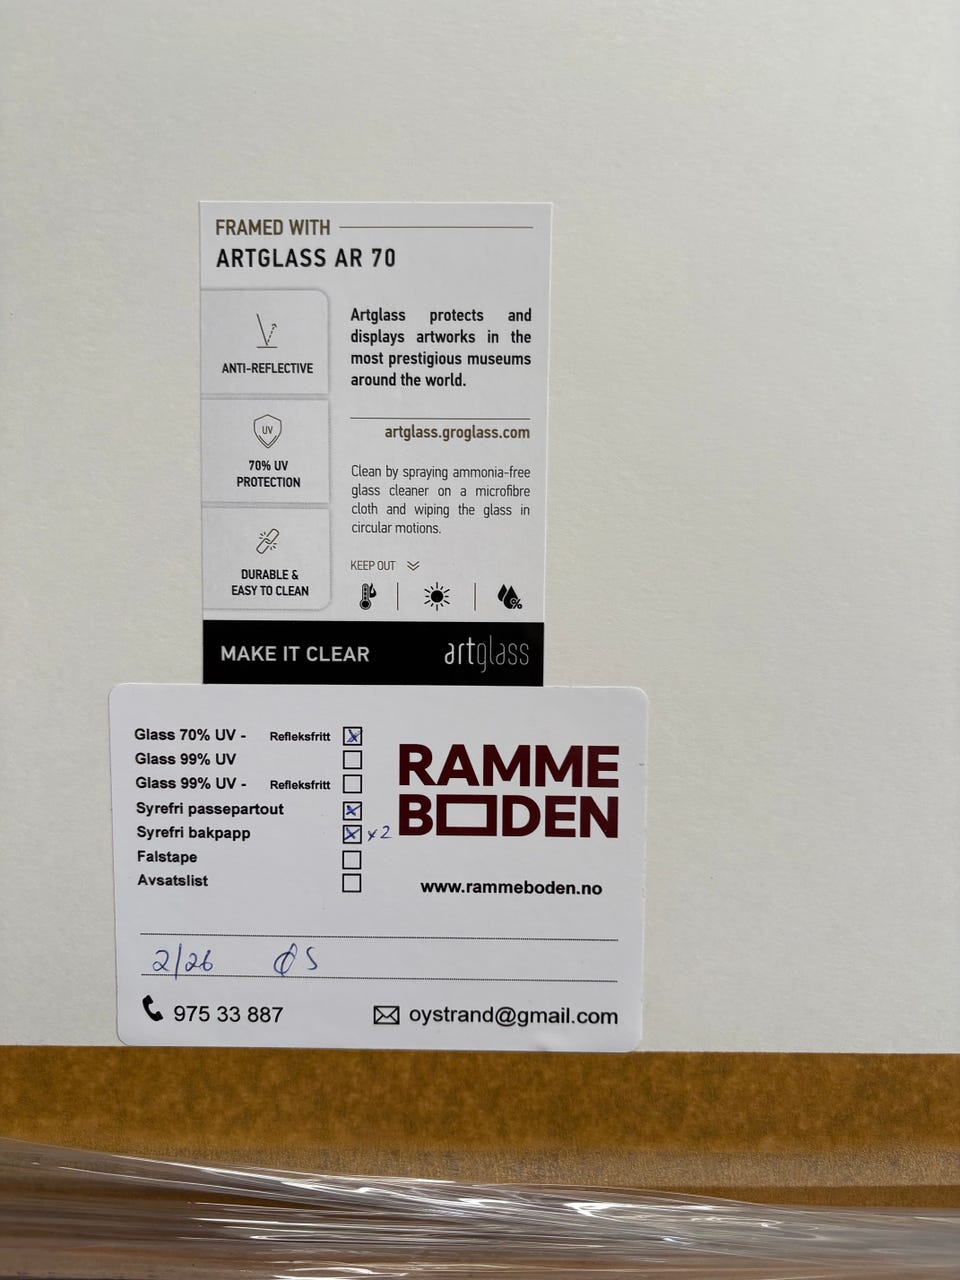 FRAMED WITH
ARTGLASS AR 70
ANTI-REFLECTIVE
UV
70% UV
PROTECTION
DURABLE &
EASY TO CLEAN
Artglass protects and
displays artworks in the
most prestigious museums
around the world.
artglass.groglass.com
Clean by spraying ammonia-free
glass cleaner on a microfibre
cloth and wiping the glass in
circular motions.
KEEP OUT
%
MAKE IT CLEAR
artglass
Glass 70% UV - Refleksfritt
Glass 99% UV
Glass 99% UV - Refleksfritt
Syrefri passepartout
Syrefri bakpapp x2
Falstape
Avsatslist
RAMME
BODEN
www.rammeboden.no
2/26 ØS
975 33 887
oystrand@gmail.com